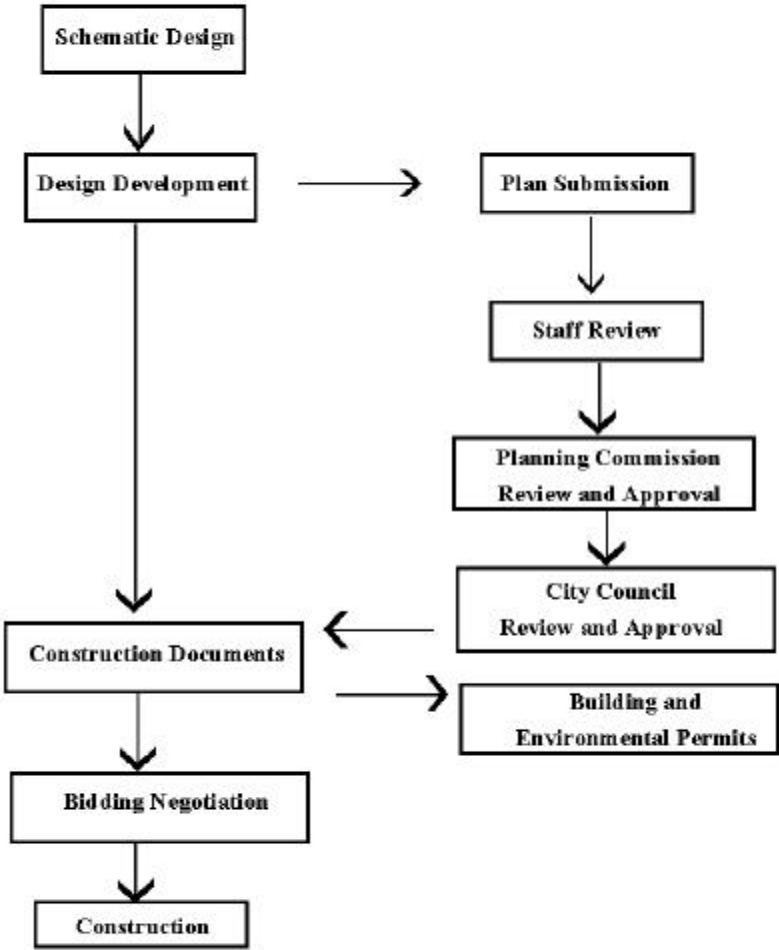 Schematic Design
Design Development
Plan Submission
Staff Review
Planning Commission
Review and Approval
City Council
Review and Approval
Construction Documents
Building and
Environmental Permits
Bidding Negotiation
Construction